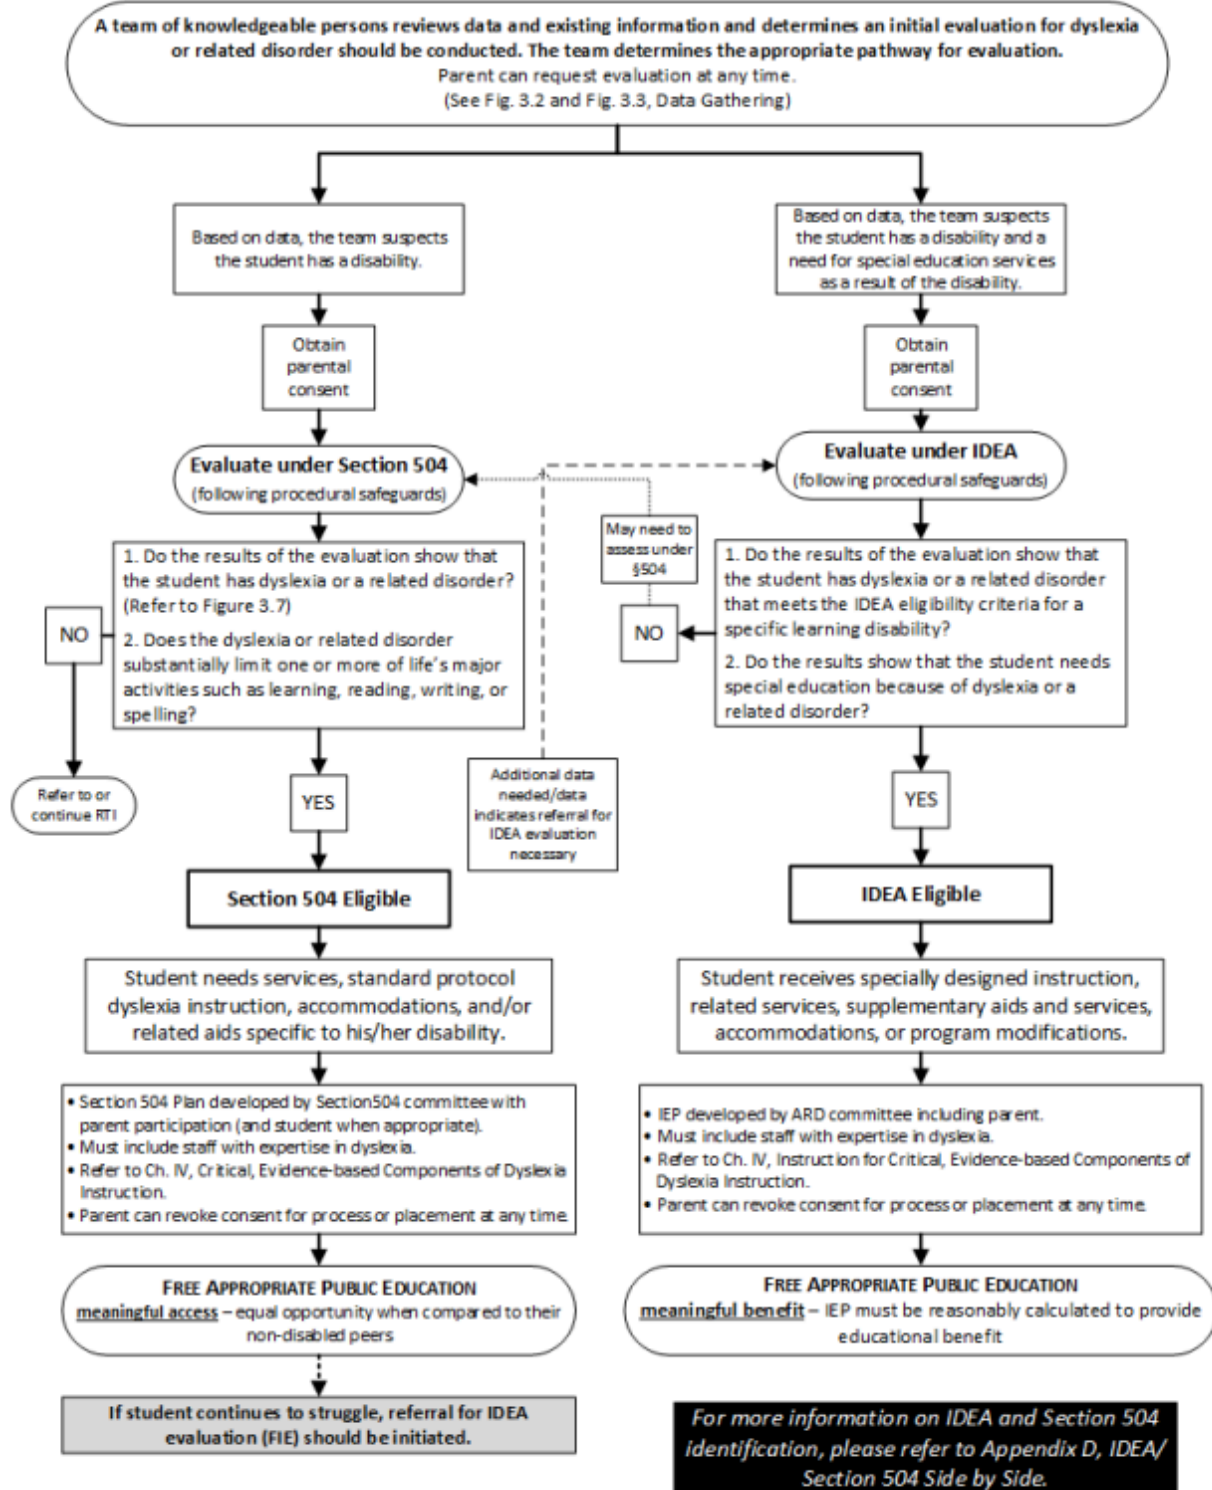 A team of knowledgeable persons reviews data and existing information and determines an initial evaluation for dyslexia
or related disorder should be conducted. The team determines the appropriate pathway for evaluation.
Parent can request evaluation at any time.
(See Fig. 3.2 and Fig. 3.3, Data Gathering)
Based on data, the team suspects
the student has a disability.
Based on data, the team suspects
the student has a disability and a
need for special education services
as a result of the disability.
Obtain
parental
consent
Obtain
parental
consent
Evaluate under Section 504
(following procedural safeguards)
Evaluate under IDEA
(following procedural safeguards)
1. Do the results of the evaluation show that
the student has dyslexia or a related disorder?
(Refer to Figure 3.7)
2. Does the dyslexia or related disorder
substantially limit one or more of life's major
activities such as learning, reading, writing, or
spelling?
NO
Refer to or
continue RTI
May need to
assess under
§504
NO
1. Do the results of the evaluation show that
the student has dyslexia or a related disorder
that meets the IDEA eligibility criteria for a
specific learning disability?
2. Do the results show that the student needs
special education because of dyslexia or a
related disorder?
YES
Additional data
needed/data
indicates referral for
IDEA evaluation
necessary
YES
Section 504 Eligible
IDEA Eligible
Student needs services, standard protocol
dyslexia instruction, accommodations, and/or
related aids specific to his/her disability.
Student receives specially designed instruction,
related services, supplementary aids and services,
accommodations, or program modifications.
• Section 504 Plan developed by Section504 committee with
parent participation (and student when appropriate).
• Must include staff with expertise in dyslexia.
• Refer to Ch. IV, Critical, Evidence-based Components of Dyslexia
Instruction.
• Parent can revoke consent for process or placement at any time.
• IEP developed by ARD committee including parent.
• Must include staff with expertise in dyslexia.
• Refer to Ch. IV, Instruction for Critical, Evidence-based Components of
Dyslexia Instruction.
• Parent can revoke consent for process or placement at any time.
FREE APPROPRIATE PUBLIC EDUCATION
meaningful access – equal opportunity when compared to their
non-disabled peers
FREE APPROPRIATE PUBLIC EDUCATION
meaningful benefit – IEP must be reasonably calculated to provide
educational benefit
If student continues to struggle, referral for IDEA
evaluation (FIE) should be initiated.
For more information on IDEA and Section 504
identification, please refer to Appendix D, IDEA/
Section 504 Side by Side.